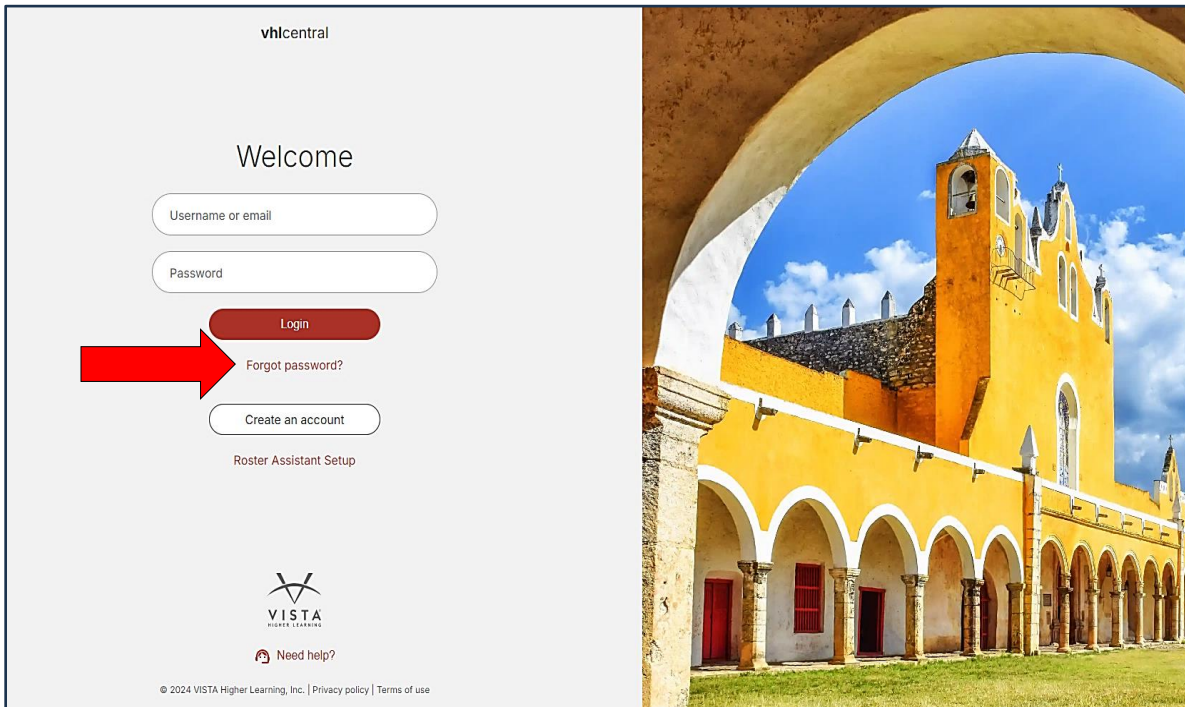 vhlcentral
Welcome
Username or email
Password
Login
Forgot password?
Create an account
Roster Assistant Setup
VISTA
HIGHER LEARNING
Need help?
© 2024 VISTA Higher Learning, Inc. | Privacy policy | Terms of use